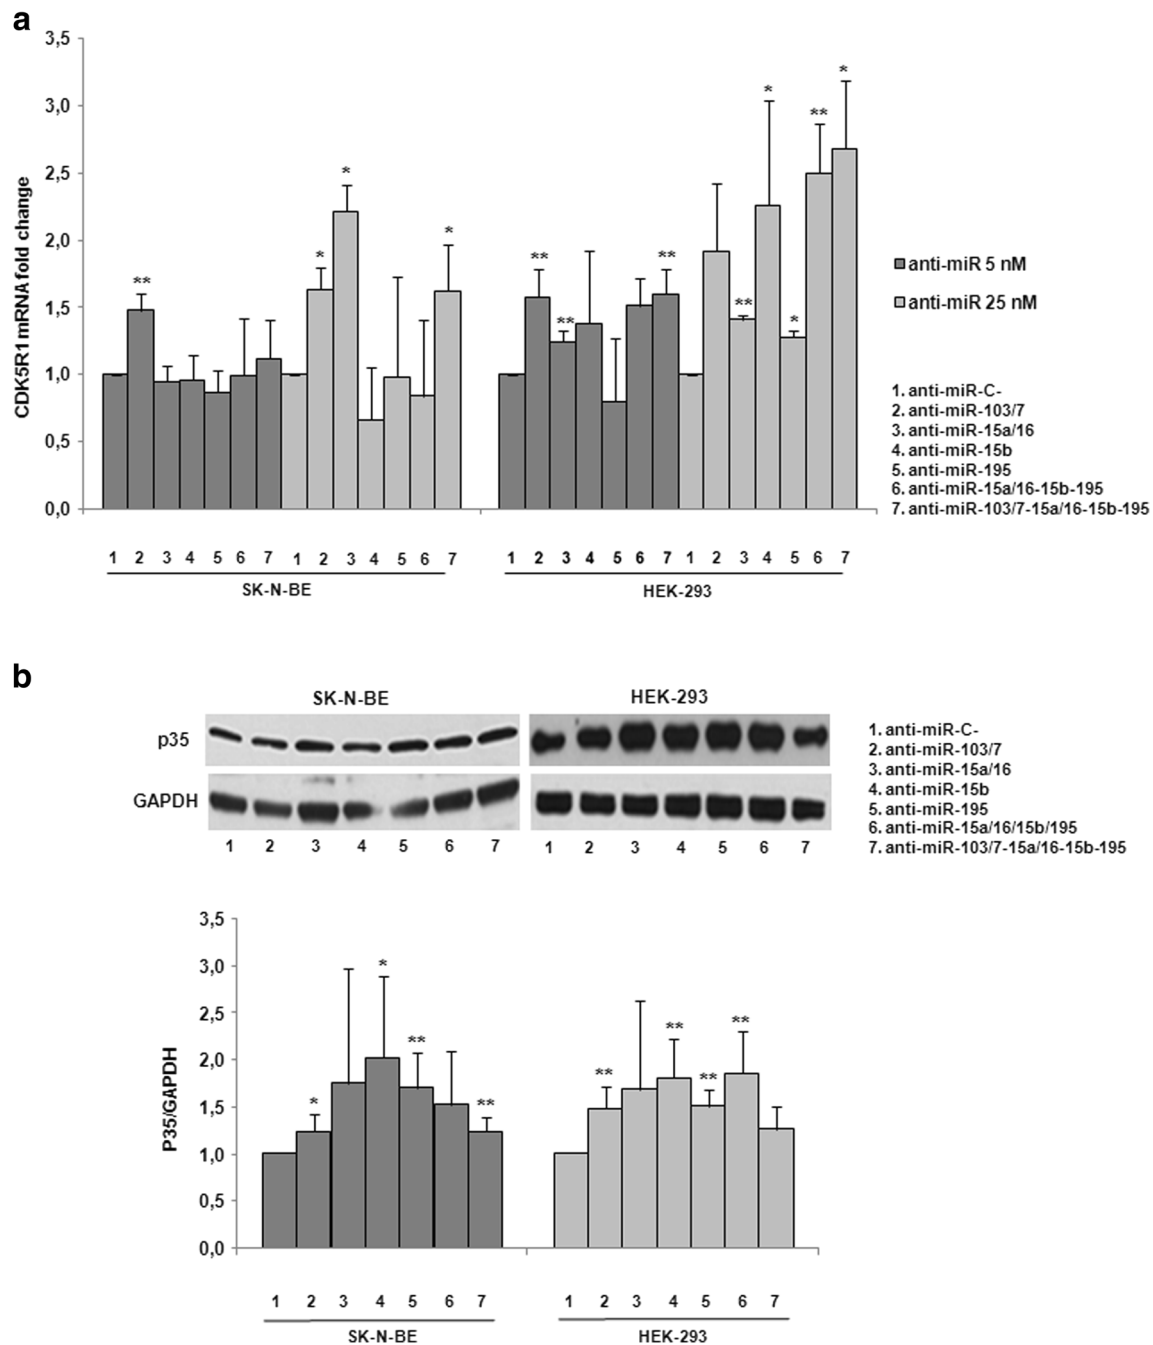 a
3,5
3,0
2,5
2,0
1,5
1,0
0,5
0,0
CDK5R1 mRNA fold change
** * * * ** ** ** ** * * ** *
anti-miR 5 nM
anti-miR 25 nM
1. anti-miR-C-
2. anti-miR-103/7
3. anti-miR-15a/16
4. anti-miR-15b
5. anti-miR-195
6. anti-miR-15a/16-15b-195
7. anti-miR-103/7-15a/16-15b-195
1 2 3 4 5 6 7 1 2 3 4 5 6 7 1 2 3 4 5 6 7 1 2 3 4 5 6 7
SK-N-BE HEK-293
b
SK-N-BE HEK-293
p35
GAPDH
1 2 3 4 5 6 7 1 2 3 4 5 6 7
1. anti-miR-C-
2. anti-miR-103/7
3. anti-miR-15a/16
4. anti-miR-15b
5. anti-miR-195
6. anti-miR-15a/16/15b/195
7. anti-miR-103/7-15a/16-15b-195
3,5
3,0
2,5
2,0
1,5
1,0
0,5
0,0
P35/GAPDH
* * ** ** ** ** ** **
1 2 3 4 5 6 7 1 2 3 4 5 6 7
SK-N-BE HEK-293